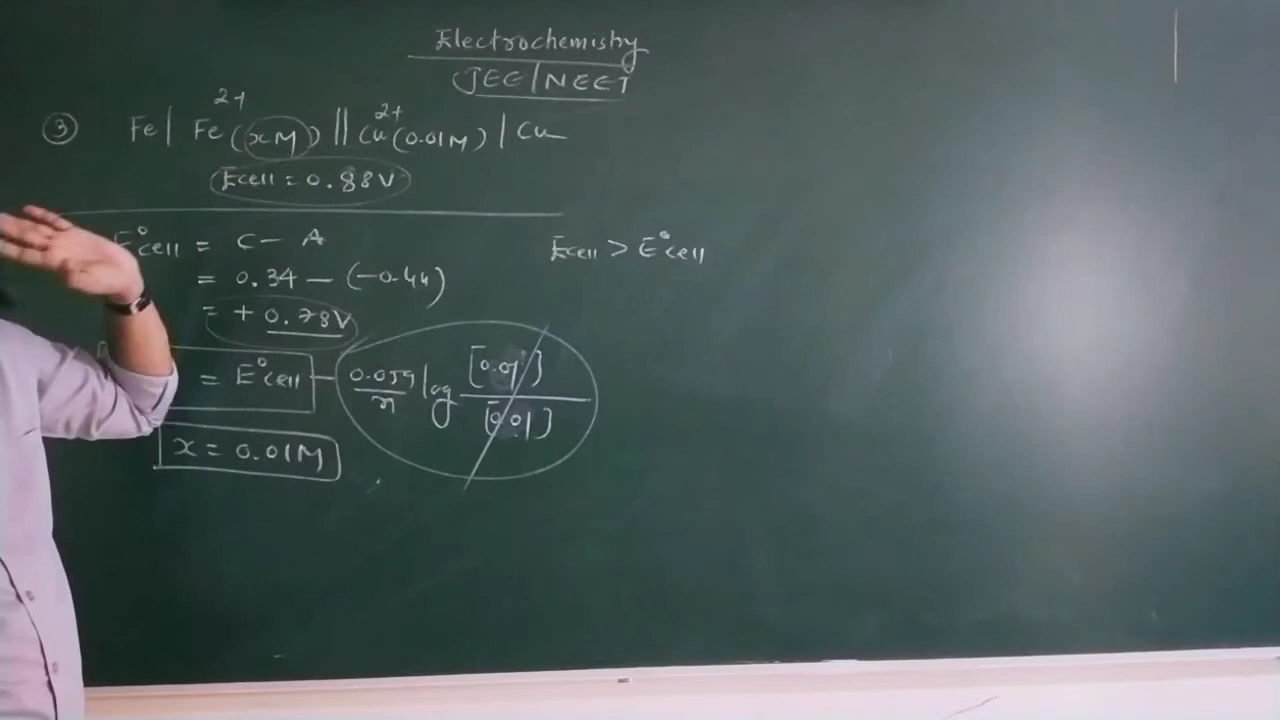 Electrochemistry
JEE/NEET
③ Fe | Fe²⁺(xM) || Cu²⁺(0.01M) | Cu
Ecell = 0.88V
E°cell = C - A
= 0.34 - (-0.44)
= + 0.78V
= E°cell - 0.059/n log [0.01]/[0.01]
x = 0.01M
Ecell > E°cell